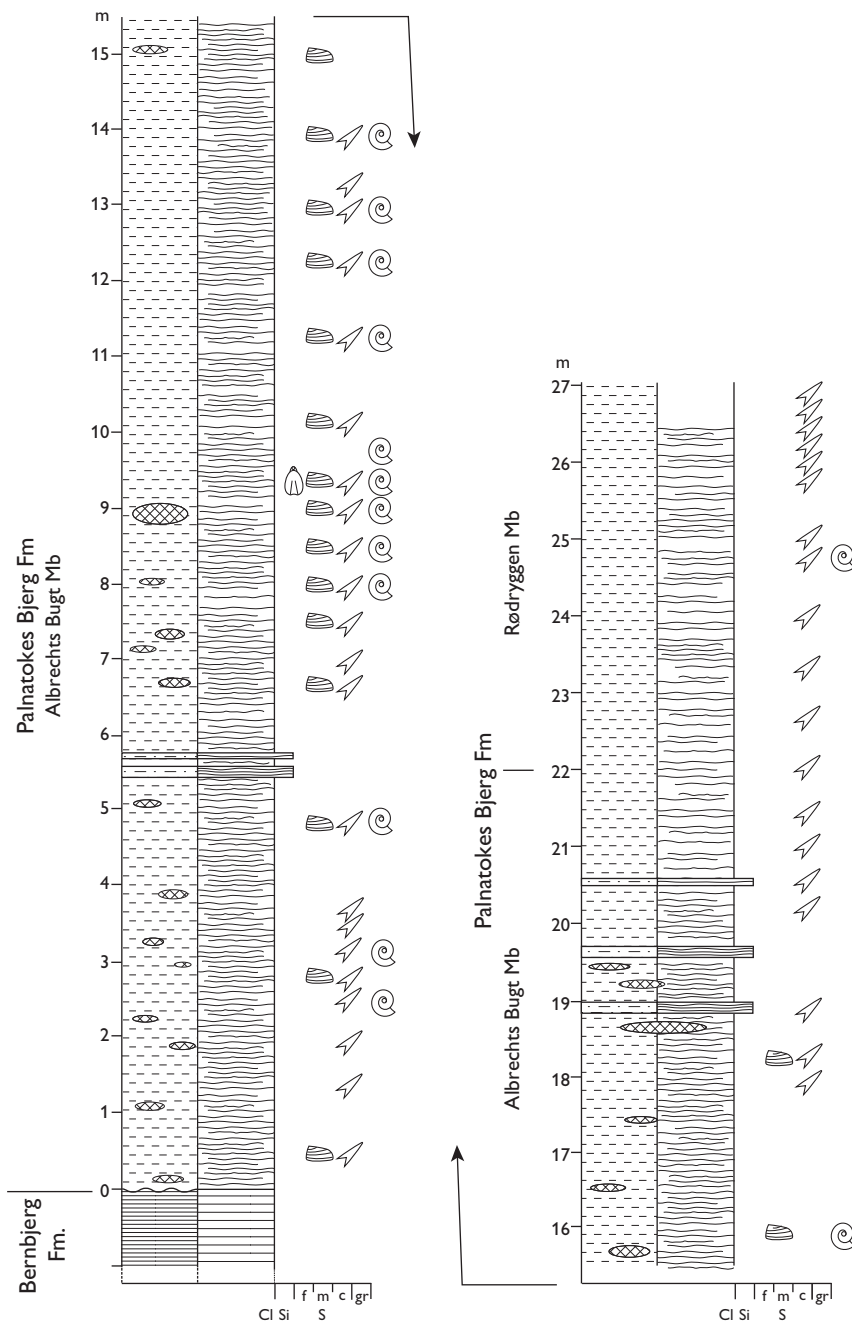 m
15
14
13
12
11
10
9
8
7
6
5
4
3
2
1
0
Palnatokes Bjerg Fm
Albrechts Bugt Mb
Bernbjerg
Fm.
f m c gr
Cl Si S
m
27
26
25
24
23
22
21
20
19
18
17
16
Rødryggen Mb
Palnatokes Bjerg Fm
Albrechts Bugt Mb
f m c gr
Cl Si S